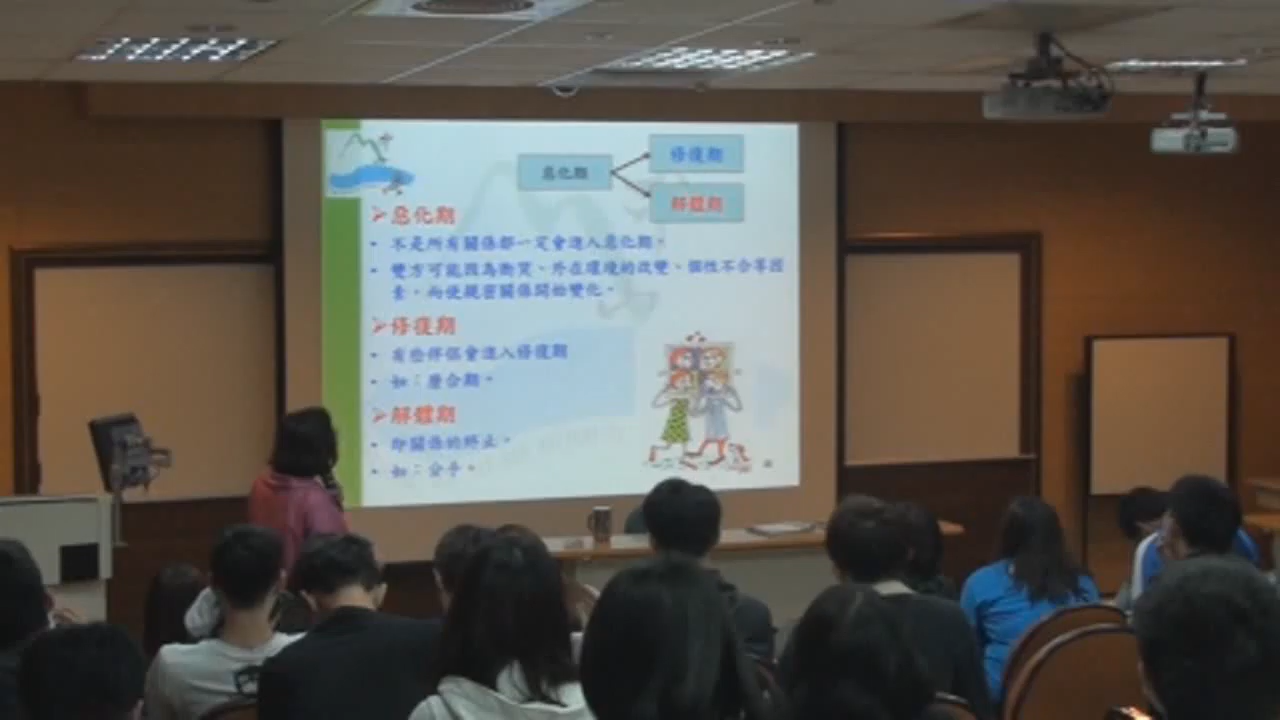 惡化期
修復期
解體期
➢惡化期
• 不是所有關係都一定會進入惡化期。
• 雙方可能因為衝突、外在環境的改變、個性不合等因
素，而使親密關係開始變化。
➢修復期
• 有些伴侶會進入修復期
• 如：磨合期。
➢解體期
• 即關係的終止。
• 如：分手。